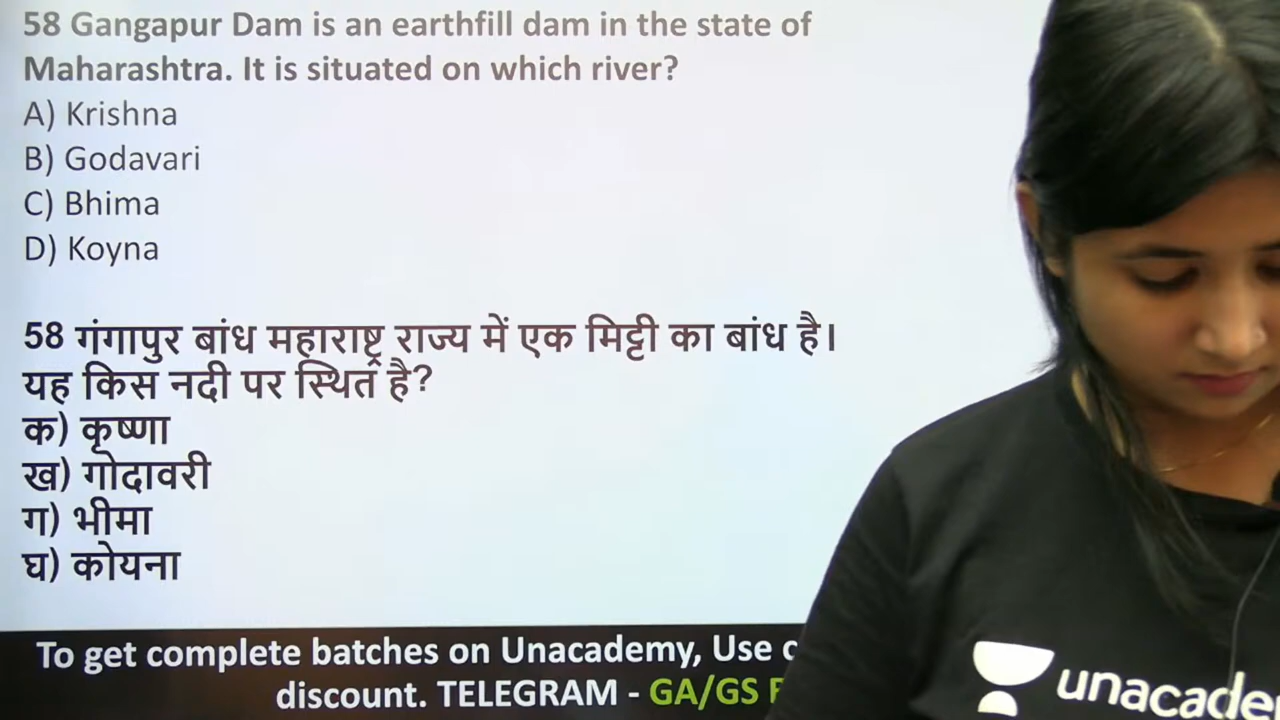 58 Gangapur Dam is an earthfill dam in the state of
Maharashtra. It is situated on which river?
A) Krishna
B) Godavari
C) Bhima
D) Koyna
58 गंगापुर बांध महाराष्ट्र राज्य में एक मिट्टी का बांध है।
यह किस नदी पर स्थित है?
क) कृष्णा
ख) गोदावरी
ग) भीमा
घ) कोयना
To get complete batches on Unacademy, Use
discount. TELEGRAM - GA/GS
unacade